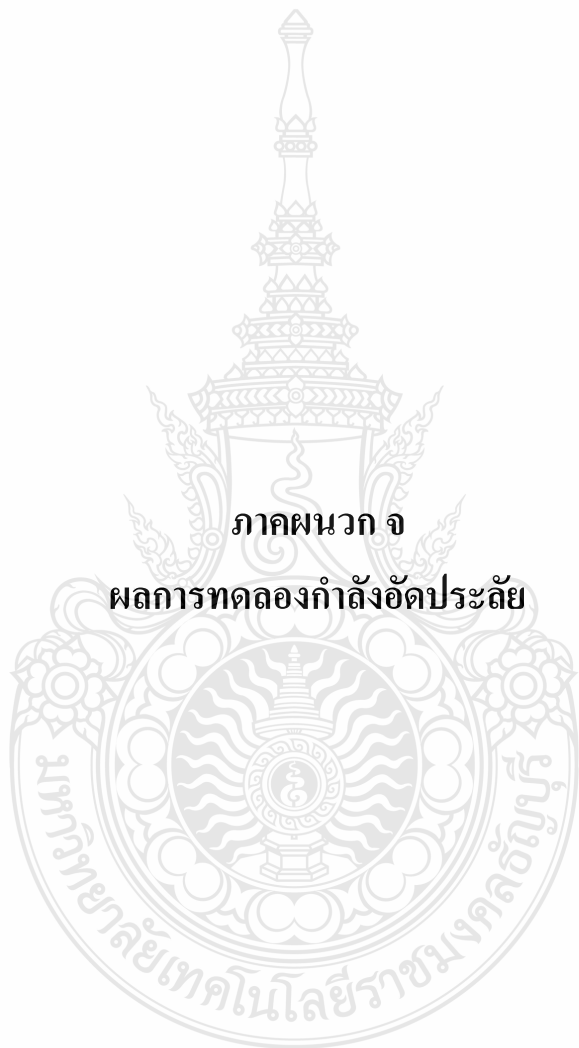 ภาคผนวก จ
ผลการทดลองกำลังอัดประลัย
มหาวิทยาลัยเทคโนโลยีราชมงคลธัญบุรี